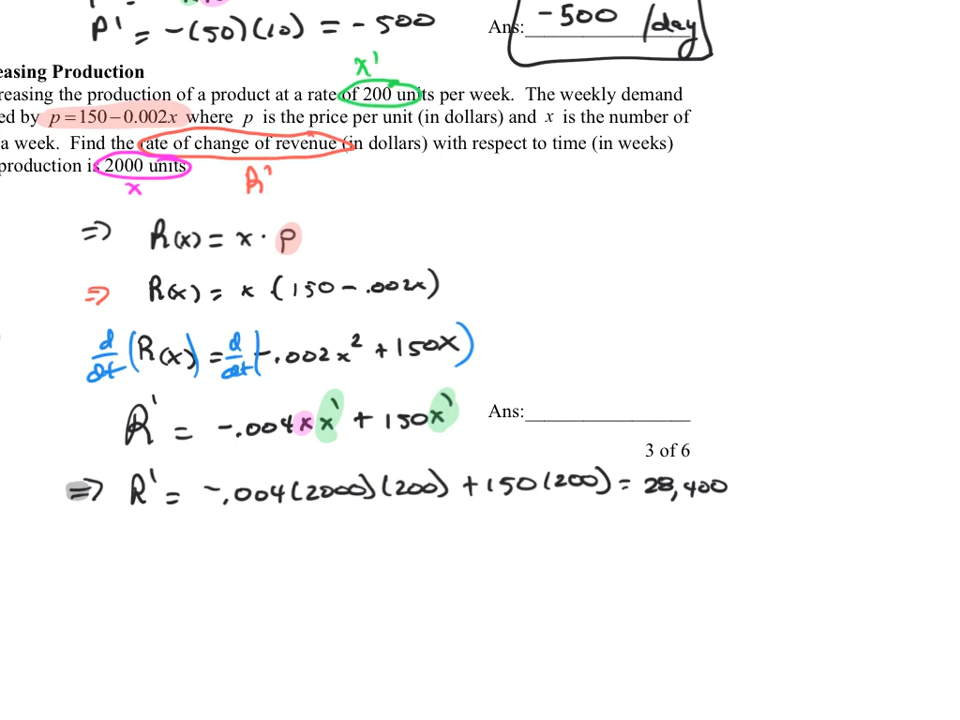 P' = -(50)(10) = -500
Ans: -500 /day
easing Production
x'
reasing the production of a product at a rate of 200 units per week. The weekly demand
ed by p = 150 - 0.002x where p is the price per unit (in dollars) and x is the number of
a week. Find the rate of change of revenue (in dollars) with respect to time (in weeks)
production is 2000 units
x R'
=> R(x) = x · p
=> R(x) = x (150 - .002x)
d/dt (R(x)) = d/dt (-.002x² + 150x)
R' = -.004xx' + 150x'
Ans:
3 of 6
=> R' = -.004(2000)(200) + 150(200) = 28,400